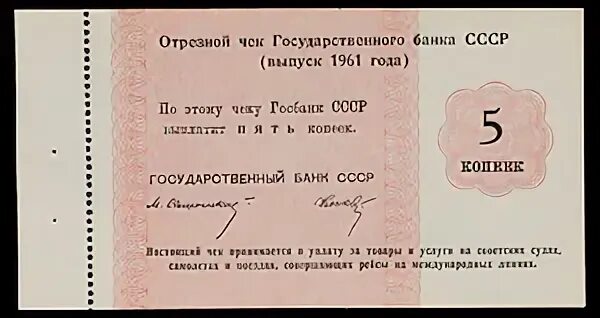 Отрезной чек Государственного банка СССР
(выпуск 1961 года)
По этому чеку Госбанк СССР
выплатит ПЯТЬ копеек.
5
КОПЕЕК
ГОСУДАРСТВЕННЫЙ БАНК СССР
Настоящий чек принимается в уплату за товары и услуги на советских судах,
самолетах и поездах, совершающих рейсы на международных линиях.